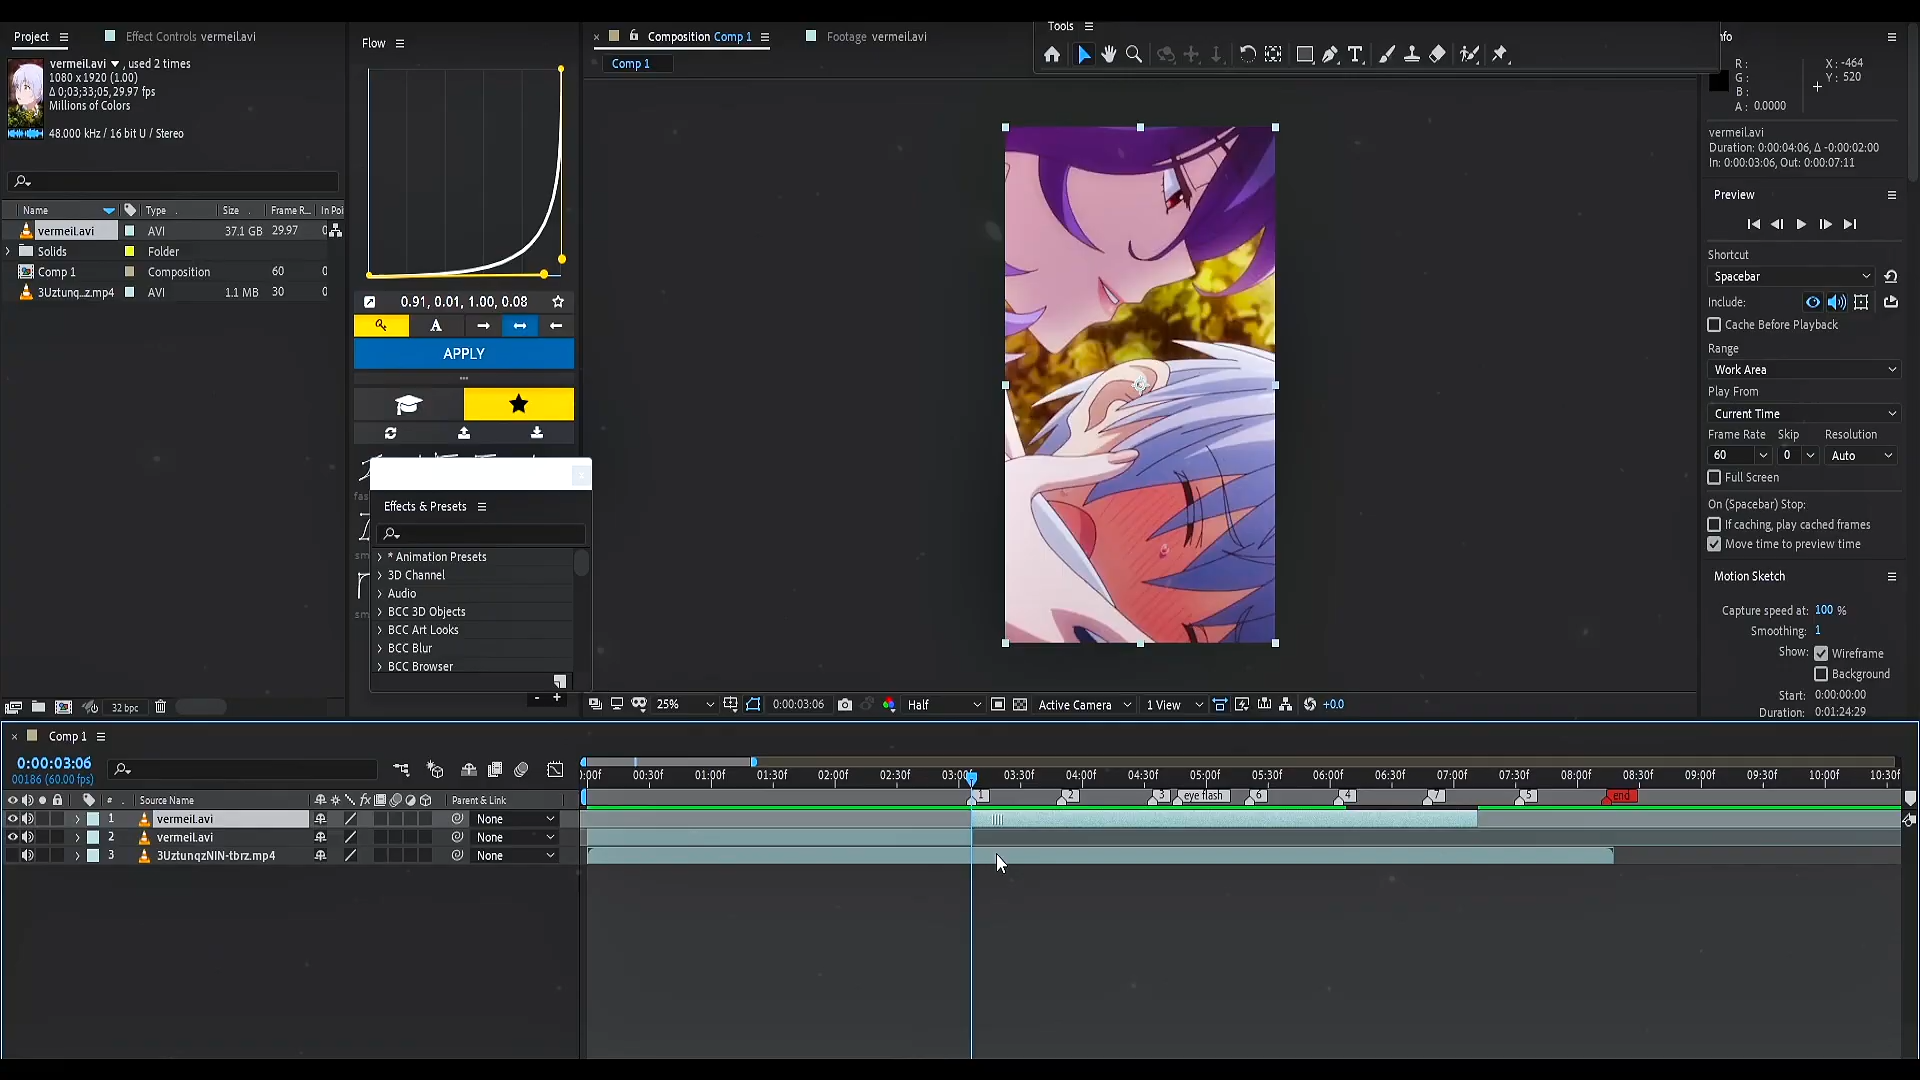 Project
Effect Controls vermeil.avi
vermeil.avi ▼ , used 2 times
1080 x 1920 (1.00)
Δ 0;03;33;05, 29.97 fps
Millions of Colors
48.000 kHz / 16 bit U / Stereo
Name Type Size Frame R... In Poi
vermeil.avi AVI 37.1 GB 29.97 0
Solids Folder
Comp 1 Composition 60 0
3Uztunq...z.mp4 AVI 1.1 MB 30 0
32 bpc
Flow
0.91, 0.01, 1.00, 0.08
A
APPLY
Effects & Presets
* Animation Presets
3D Channel
Audio
BCC 3D Objects
BCC Art Looks
BCC Blur
BCC Browser
Composition Comp 1
Footage vermeil.avi
Comp 1
Tools
25% 0:00:03:06 Half Active Camera 1 View +0.0
R :
G :
B :
A : 0.0000
X : -464
Y : 520
vermeil.avi
Duration: 0:00:04:06, Δ -0:00:02:00
In: 0:00:03:06, Out: 0:00:07:11
Preview
Shortcut
Spacebar
Include:
Cache Before Playback
Range
Work Area
Play From
Current Time
Frame Rate Skip Resolution
60 0 Auto
Full Screen
On (Spacebar) Stop:
If caching, play cached frames
Move time to preview time
Motion Sketch
Capture speed at: 100 %
Smoothing: 1
Show: Wireframe
Background
Start: 0:00:00:00
Duration: 0:01:24:29
Comp 1
0:00:03:06
00186 (60.00 fps)
# . Source Name Parent & Link
:00f 00:30f 01:00f 01:30f 02:00f 02:30f 03:00f 03:30f 04:00f 04:30f 05:00f 05:30f 06:00f 06:30f 07:00f 07:30f 08:00f 08:30f 09:00f 09:30f 10:00f 10:30f
1 2 3 eye flash 6 4 7 5 end
1 vermeil.avi None
2 vermeil.avi None
3 3UztunqzNIN-tbrz.mp4 None